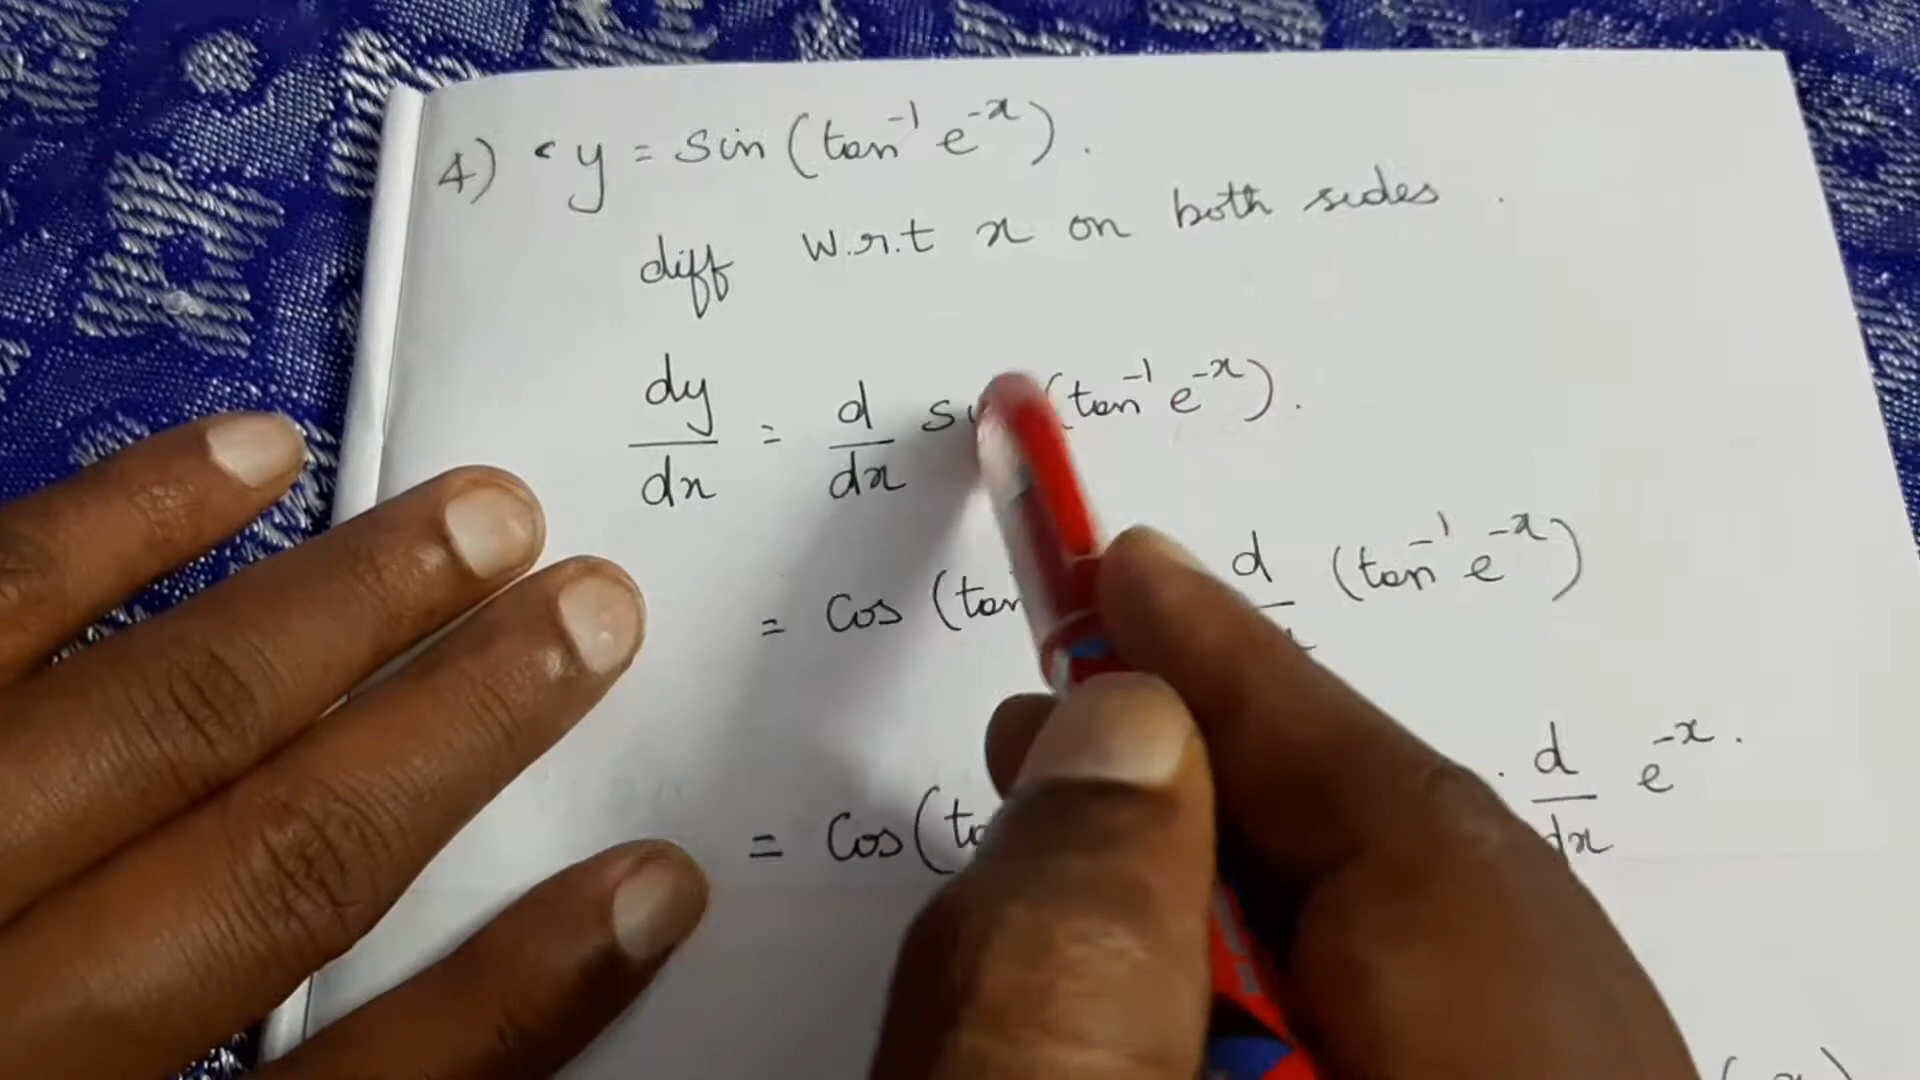 4) y = sin (tan⁻¹ e⁻ˣ).
diff w.r.t x on both sides.
dy/dx = d/dx (tan⁻¹ e⁻ˣ).
= Cos (tan d (tan⁻¹ e⁻ˣ)
= Cos ( . d/dx e⁻ˣ.